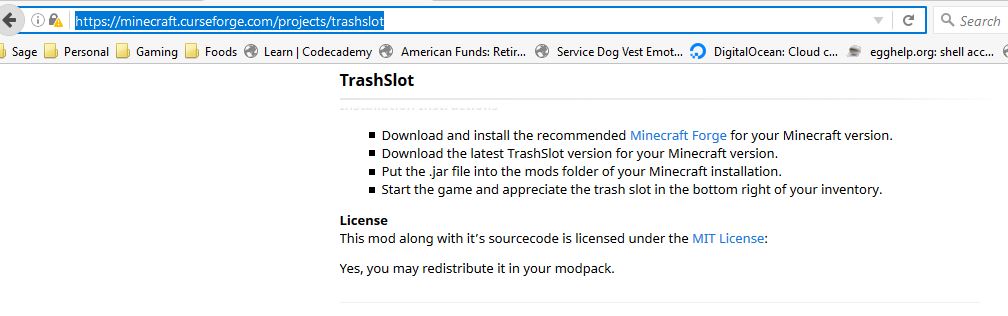 https://minecraft.curseforge.com/projects/trashslot
Search
Sage Personal Gaming Foods Learn | Codecademy American Funds: Retir... Service Dog Vest Emot... DigitalOcean: Cloud c... egghelp.org: shell acc...
TrashSlot
Download and install the recommended Minecraft Forge for your Minecraft version.
Download the latest TrashSlot version for your Minecraft version.
Put the .jar file into the mods folder of your Minecraft installation.
Start the game and appreciate the trash slot in the bottom right of your inventory.
License
This mod along with it's sourcecode is licensed under the MIT License:
Yes, you may redistribute it in your modpack.